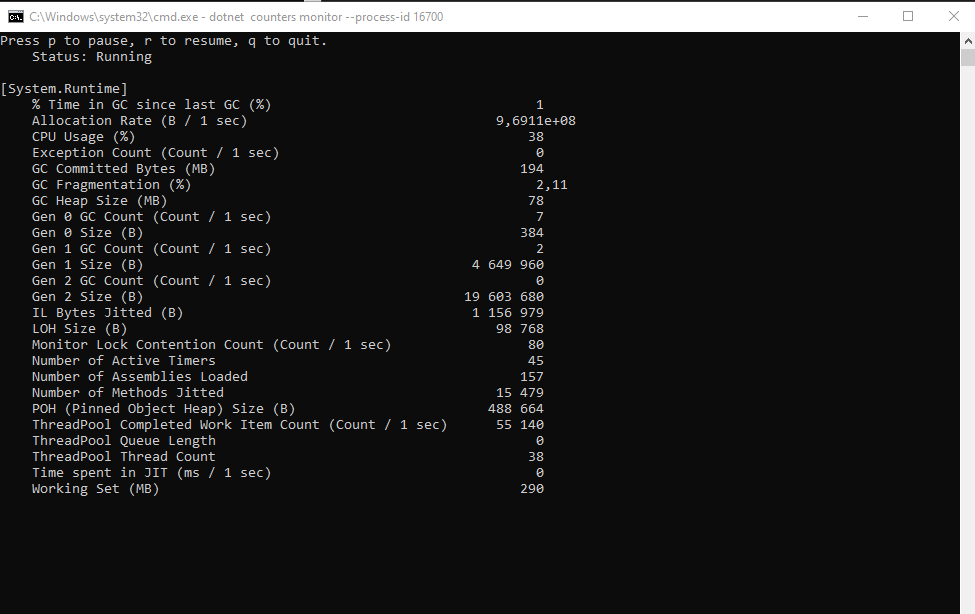 C:\Windows\system32\cmd.exe - dotnet  counters monitor --process-id 16700
Press p to pause, r to resume, q to quit.
    Status: Running

[System.Runtime]
    % Time in GC since last GC (%)                                 1
    Allocation Rate (B / 1 sec)                               9,6911e+08
    CPU Usage (%)                                                 38
    Exception Count (Count / 1 sec)                                0
    GC Committed Bytes (MB)                                      194
    GC Fragmentation (%)                                           2,11
    GC Heap Size (MB)                                             78
    Gen 0 GC Count (Count / 1 sec)                                 7
    Gen 0 Size (B)                                               384
    Gen 1 GC Count (Count / 1 sec)                                 2
    Gen 1 Size (B)                                         4 649 960
    Gen 2 GC Count (Count / 1 sec)                                 0
    Gen 2 Size (B)                                        19 603 680
    IL Bytes Jitted (B)                                    1 156 979
    LOH Size (B)                                              98 768
    Monitor Lock Contention Count (Count / 1 sec)                 80
    Number of Active Timers                                       45
    Number of Assemblies Loaded                                  157
    Number of Methods Jitted                                  15 479
    POH (Pinned Object Heap) Size (B)                        488 664
    ThreadPool Completed Work Item Count (Count / 1 sec)      55 140
    ThreadPool Queue Length                                        0
    ThreadPool Thread Count                                       38
    Time spent in JIT (ms / 1 sec)                                 0
    Working Set (MB)                                             290